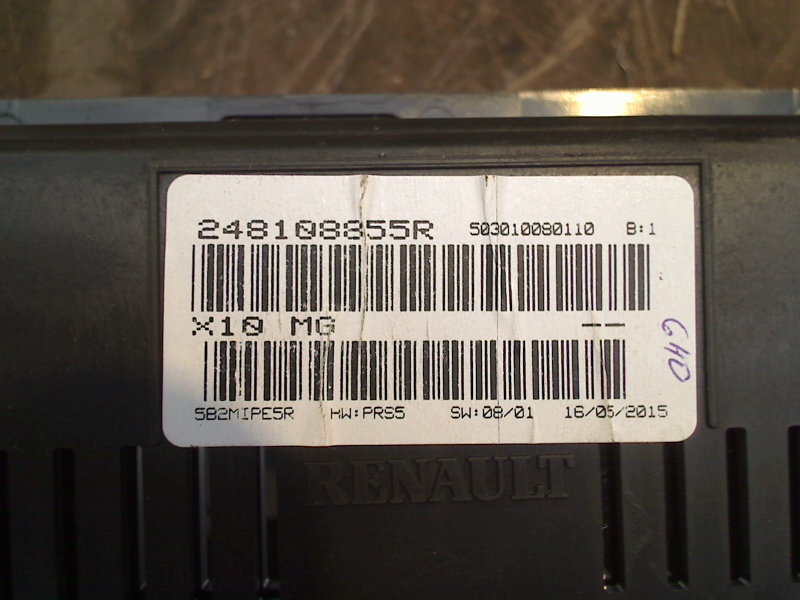 248108855R 503010080110 B:1
X10 MG --
5B2MIPE5R HW:PRS5 SW:08/01 16/05/2015
RENAULT